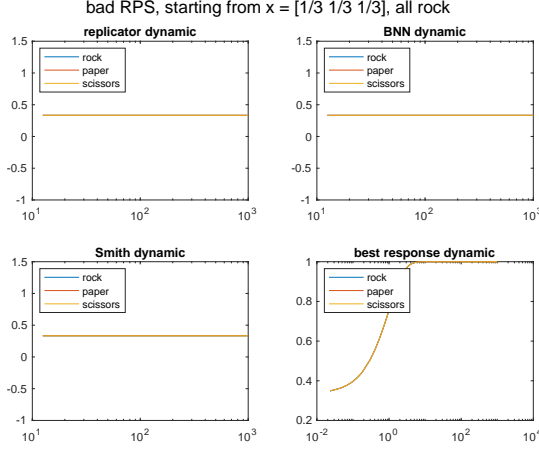 bad RPS, starting from x = [1/3 1/3 1/3], all rock
replicator dynamic
1.5
1
0.5
0
-0.5
-1
rock
paper
scissors
10^1
10^2
10^3
BNN dynamic
1.5
1
0.5
0
-0.5
-1
rock
paper
scissors
10^1
10^2
10^3
Smith dynamic
1.5
1
0.5
0
-0.5
-1
rock
paper
scissors
10^1
10^2
10^3
best response dynamic
1
0.8
0.6
0.4
0.2
rock
paper
scissors
10^-2
10^0
10^2
10^4